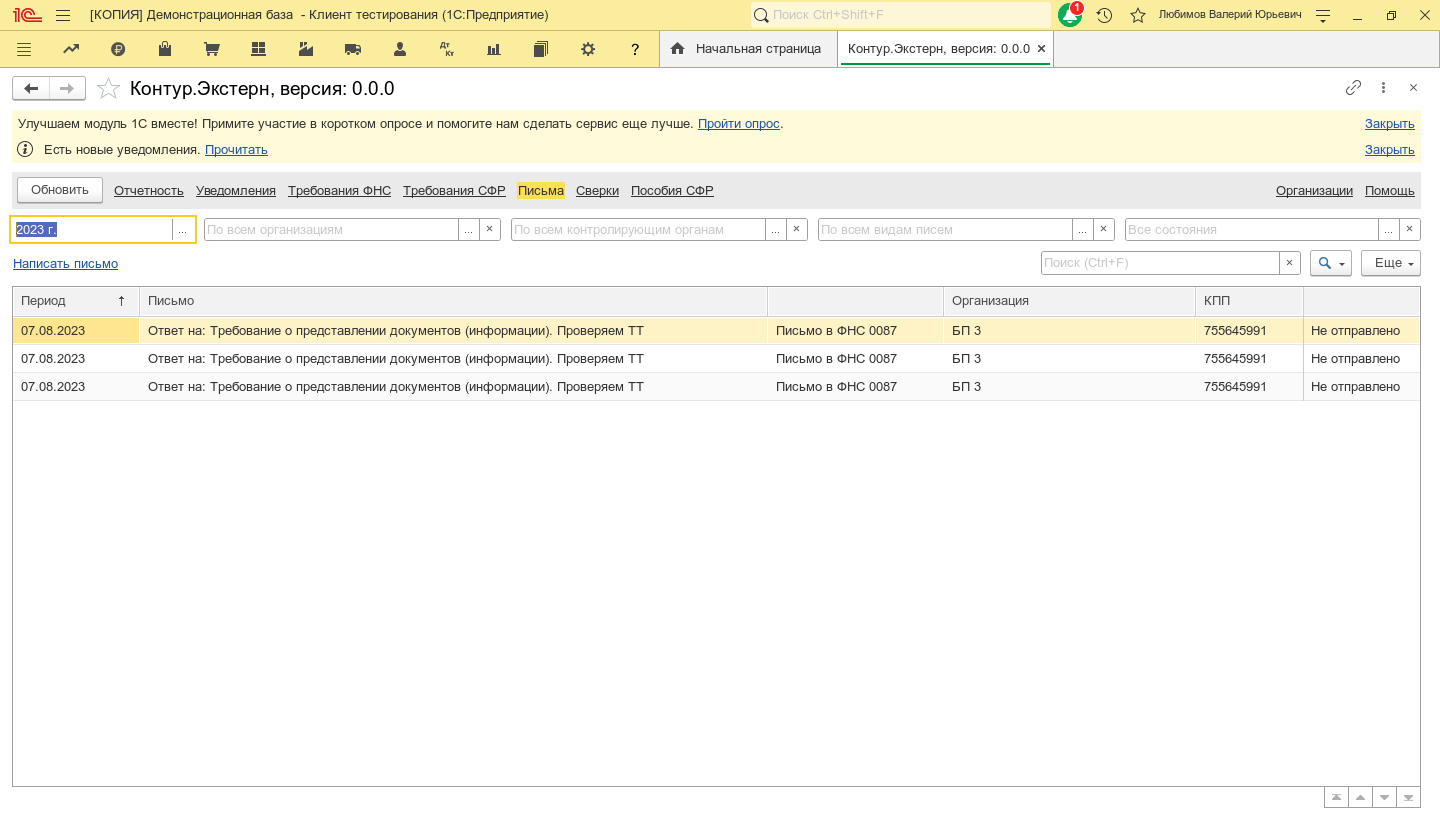 [КОПИЯ] Демонстрационная база - Клиент тестирования (1С:Предприятие)
Поиск Ctrl+Shift+F
1
Любимов Валерий Юрьевич
Дт Кт
?
Начальная страница
Контур.Экстерн, версия: 0.0.0 ×
Контур.Экстерн, версия: 0.0.0
Улучшаем модуль 1С вместе! Примите участие в коротком опросе и помогите нам сделать сервис еще лучше. Пройти опрос. Закрыть
Есть новые уведомления. Прочитать Закрыть
Обновить Отчетность Уведомления Требования ФНС Требования СФР Письма Сверки Пособия СФР Организации Помощь
2023 г. ... По всем организациям ... × По всем контролирующим органам ... × По всем видам писем ... × Все состояния ... ×
Написать письмо Поиск (Ctrl+F) × Еще
Период ↑ Письмо Организация КПП
07.08.2023 Ответ на: Требование о представлении документов (информации). Проверяем ТТ Письмо в ФНС 0087 БП 3 755645991 Не отправлено
07.08.2023 Ответ на: Требование о представлении документов (информации). Проверяем ТТ Письмо в ФНС 0087 БП 3 755645991 Не отправлено
07.08.2023 Ответ на: Требование о представлении документов (информации). Проверяем ТТ Письмо в ФНС 0087 БП 3 755645991 Не отправлено